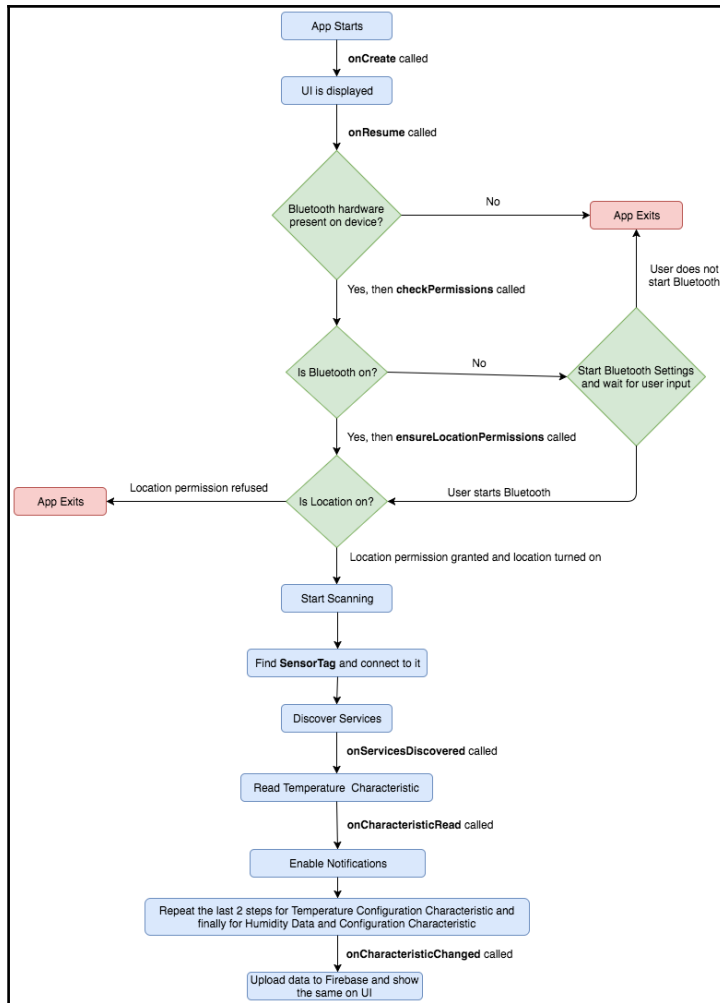 App Starts
onCreate called
UI is displayed
onResume called
Bluetooth hardware
present on device?
No
App Exits
User does not
start Bluetooth
Yes, then checkPermissions called
Is Bluetooth on?
No
Start Bluetooth Settings
and wait for user input
Yes, then ensureLocationPermissions called
App Exits
Location permission refused
Is Location on?
User starts Bluetooth
Location permission granted and location turned on
Start Scanning
Find SensorTag and connect to it
Discover Services
onServicesDiscovered called
Read Temperature Characteristic
onCharacteristicRead called
Enable Notifications
Repeat the last 2 steps for Temperature Configuration Characteristic and
finally for Humidity Data and Configuration Characteristic
onCharacteristicChanged called
Upload data to Firebase and show
the same on UI